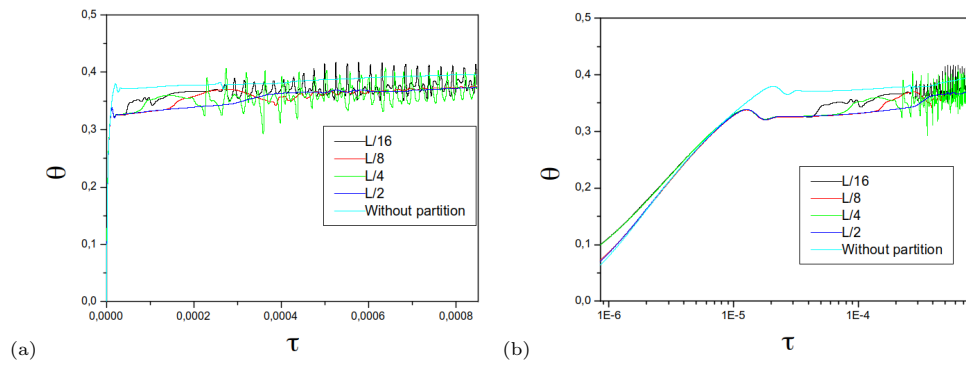 0,5
0,4
0,3
0,2
0,1
0,0
θ
L/16
L/8
L/4
L/2
Without partition
0,0000
0,0002
0,0004
0,0006
0,0008
τ
(a)
0,5
0,4
0,3
0,2
0,1
0,0
θ
L/16
L/8
L/4
L/2
Without partition
1E-6
1E-5
1E-4
τ
(b)